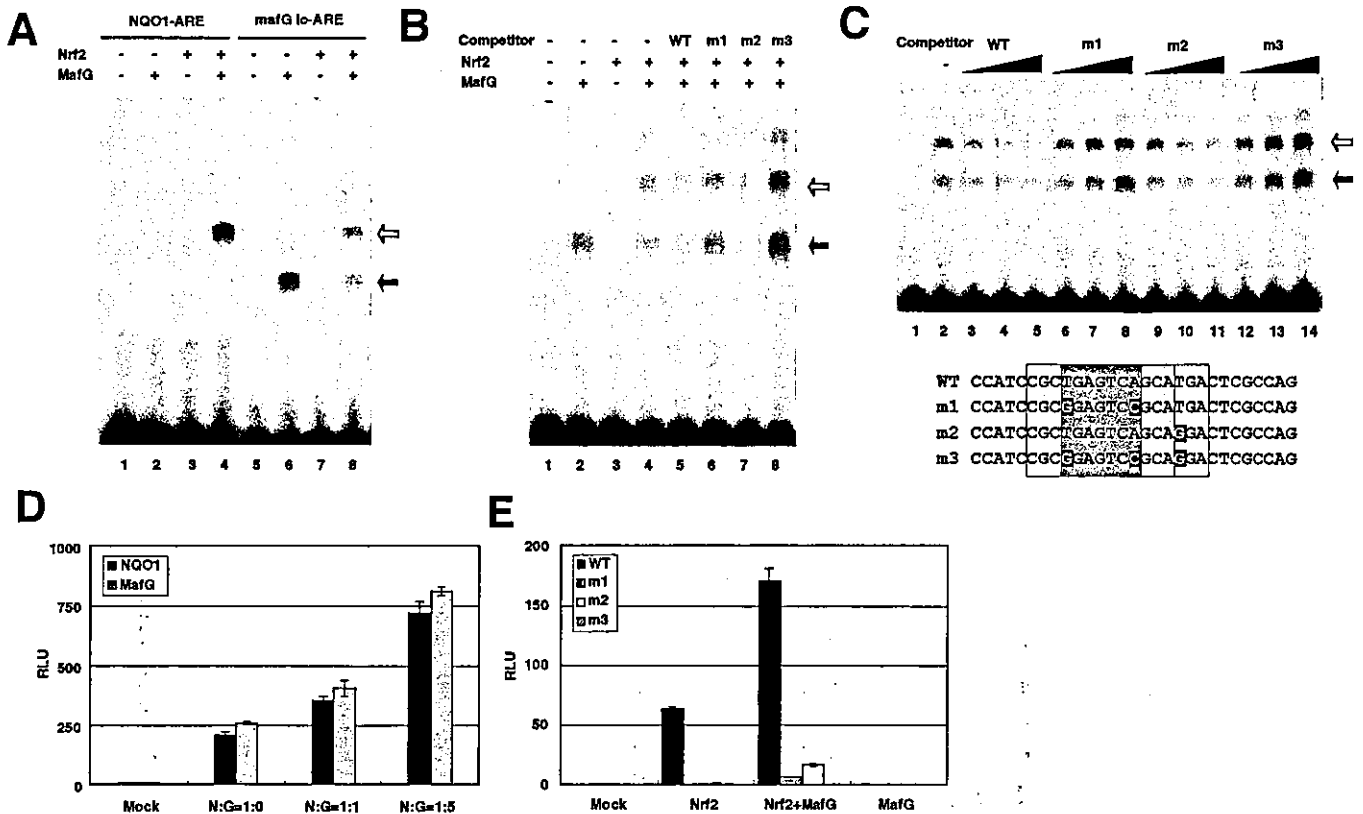 A
NQO1-ARE mafG Ic-ARE
Nrf2 - - + + - - + +
MafG - + - + - + - +
1 2 3 4 5 6 7 8
B
Competitor - - - - WT m1 m2 m3
Nrf2 - - + + + + + +
MafG - + - + + + + +
1 2 3 4 5 6 7 8
C
Competitor - WT m1 m2 m3
1 2 3 4 5 6 7 8 9 10 11 12 13 14
WT CCATCCGCTGAGTCAGCATGACTCGCCAG
m1 CCATCCGCGGAGTCCGCATGACTCGCCAG
m2 CCATCCGCTGAGTCAGCAGGACTCGCCAG
m3 CCATCCGCGGAGTCCGCAGGACTCGCCAG
D
1000
750
500
250
0
RLU
NQO1
MafG
Mock N:G=1:0 N:G=1:1 N:G=1:5
E
200
150
100
50
0
RLU
WT
m1
m2
m3
Mock Nrf2 Nrf2+MafG MafG